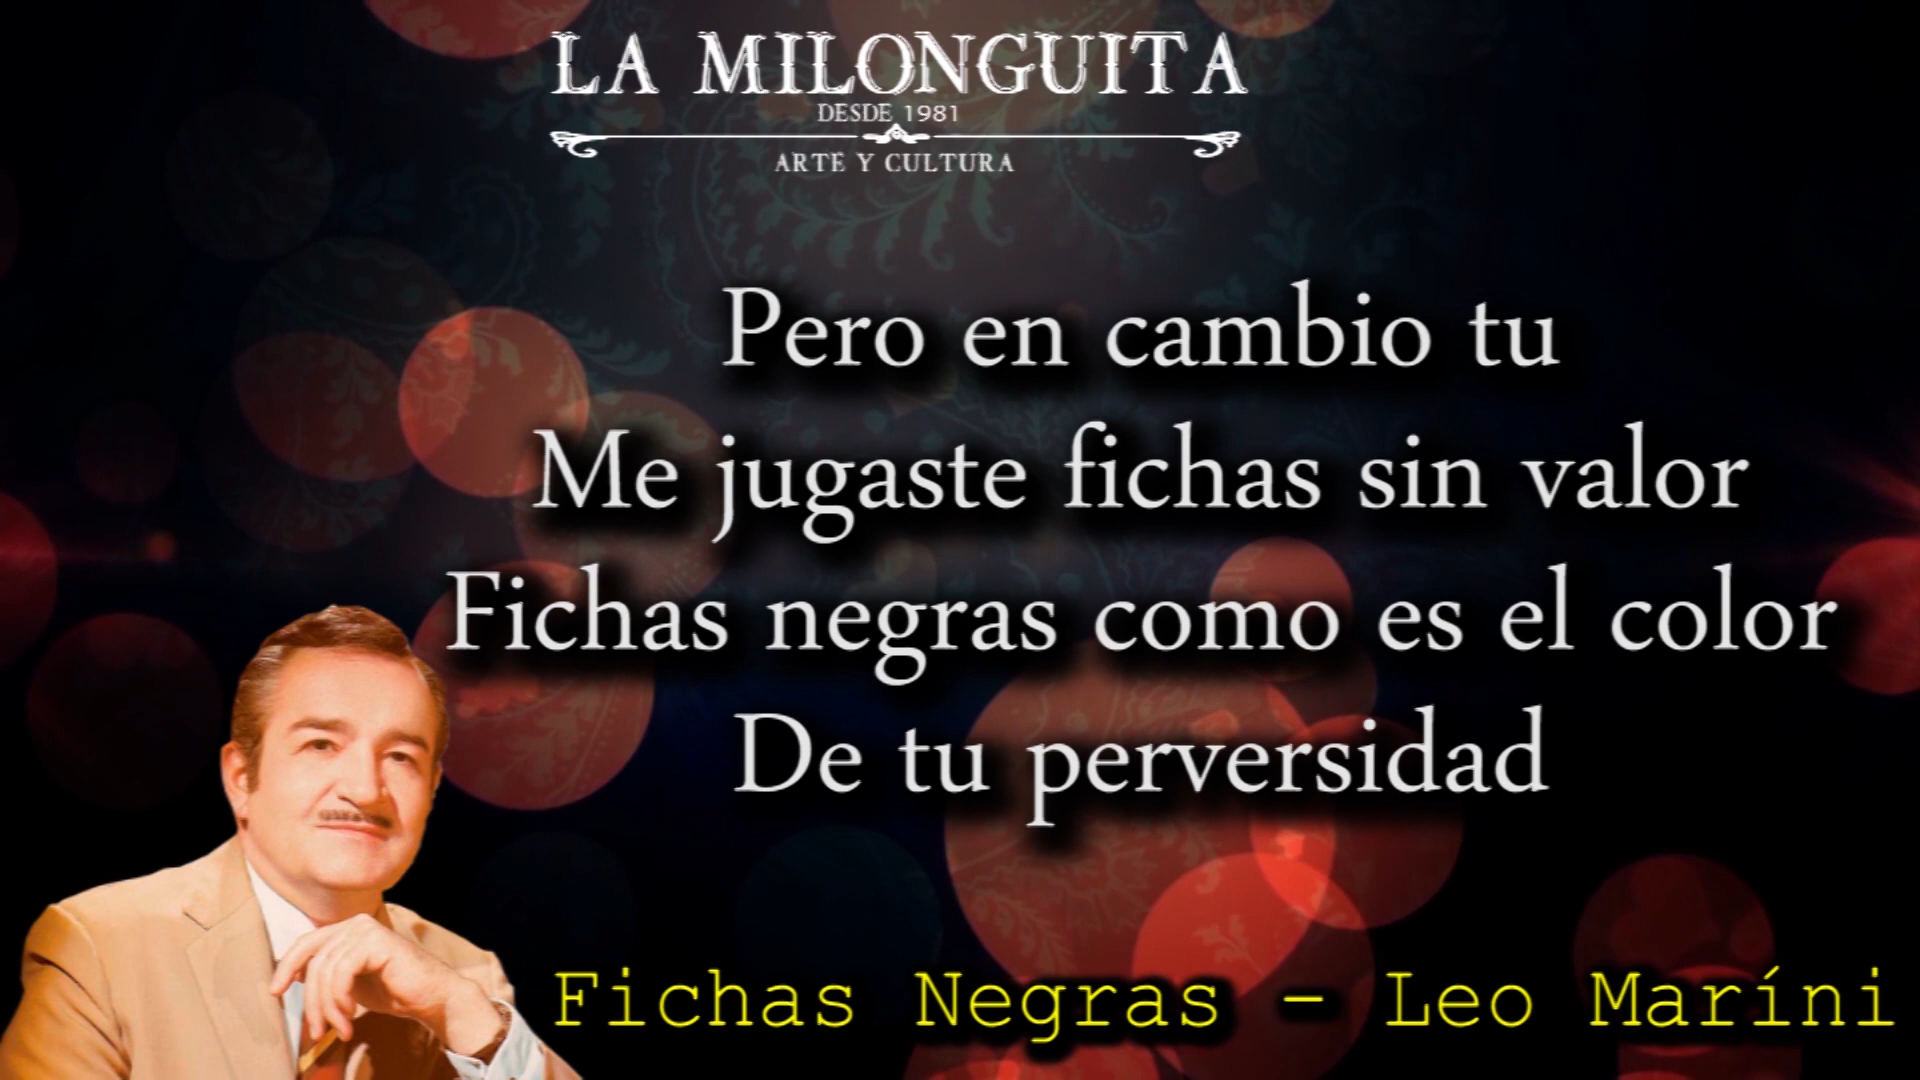 LA MILONGUITA
DESDE 1981
ARTE Y CULTURA
Pero en cambio tu
Me jugaste fichas sin valor
Fichas negras como es el color
De tu perversidad
Fichas Negras - Leo Maríni